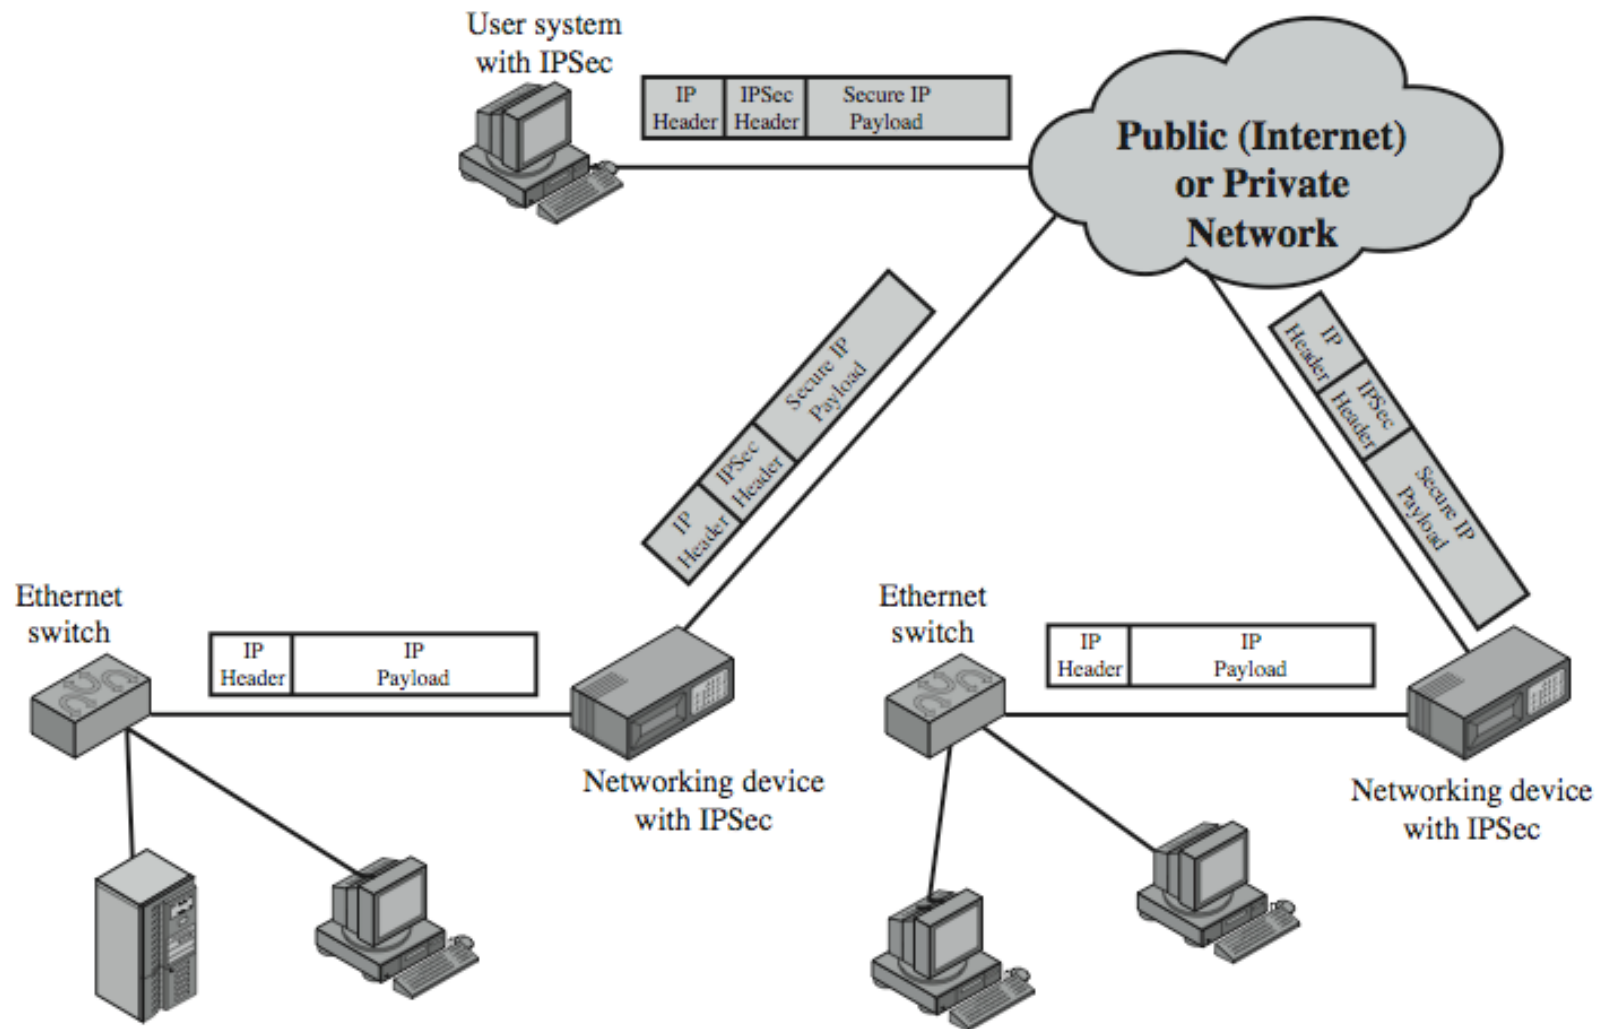 User system
with IPSec
IP
Header
IPSec
Header
Secure IP
Payload
Public (Internet)
or Private
Network
IP
Header
IPSec
Header
Secure IP
Payload
IP
Header
IPSec
Header
Secure IP
Payload
Ethernet
switch
IP
Header
IP
Payload
Networking device
with IPSec
Ethernet
switch
IP
Header
IP
Payload
Networking device
with IPSec